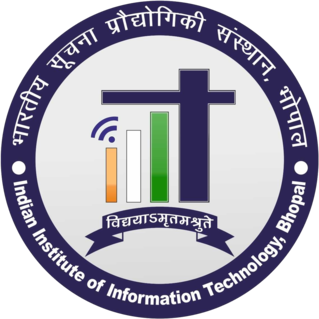 भारतीय सूचना प्रौद्योगिकी संस्थान, भोपाल
विद्ययाऽमृतमश्नुते
Indian Institute of Information Technology, Bhopal